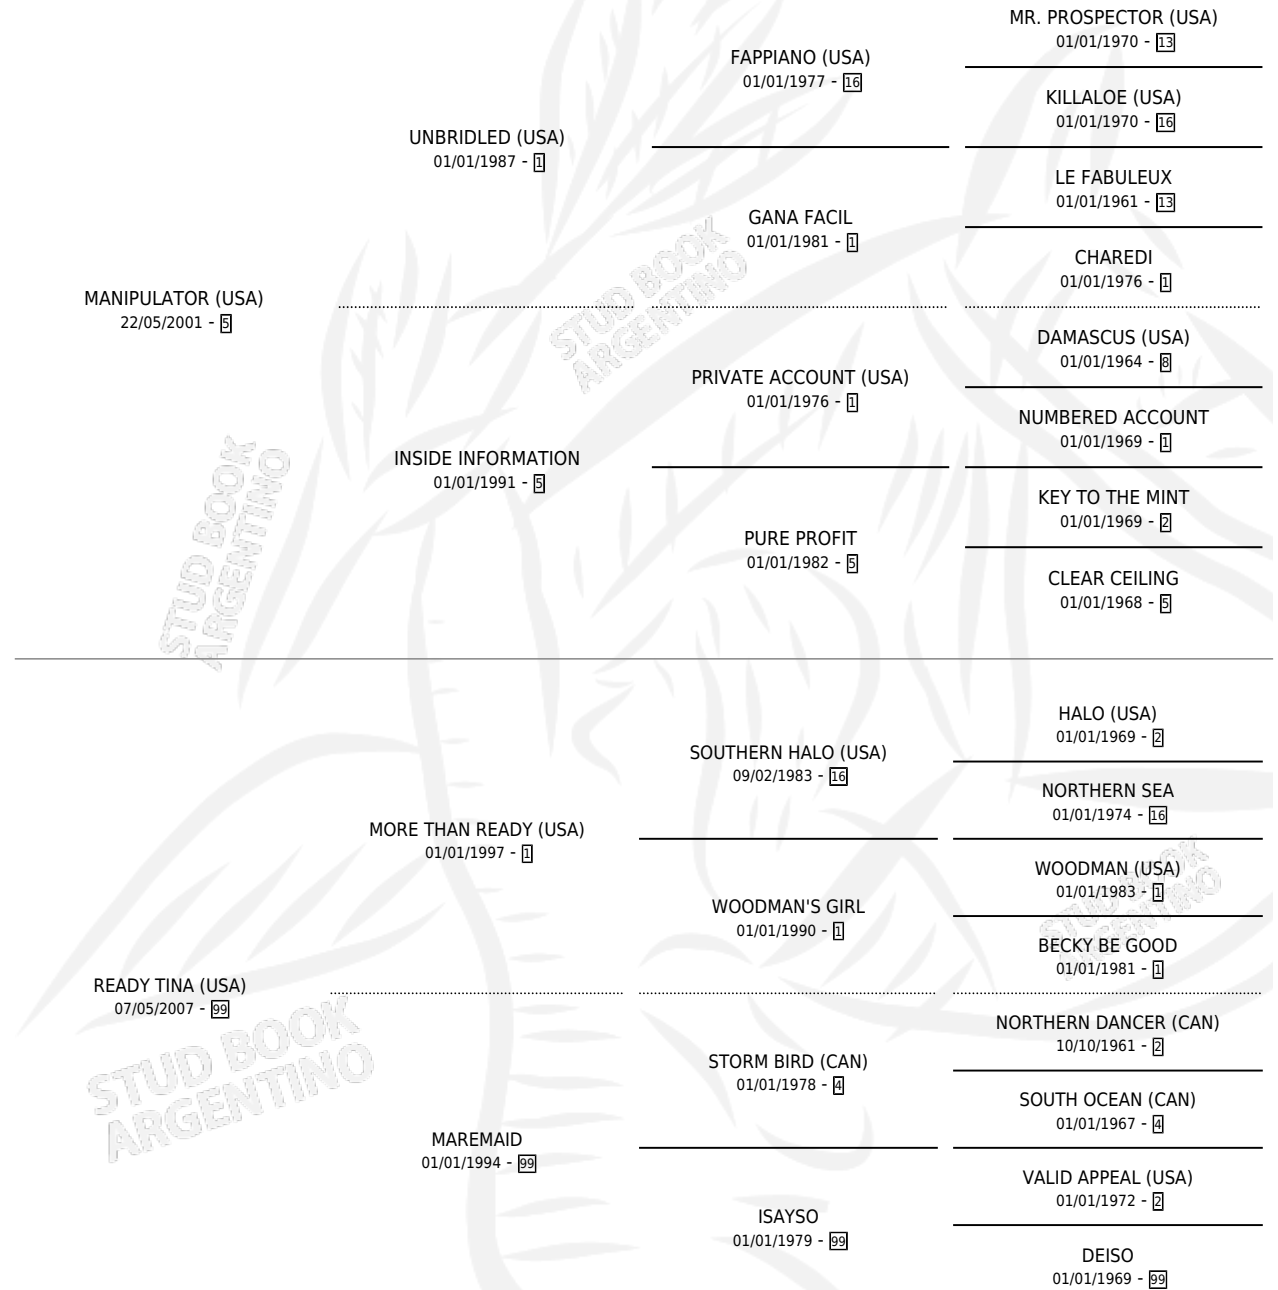 MR. PROSPECTOR (USA)
01/01/1970 - 13
FAPPIANO (USA)
01/01/1977 - 16
KILLALOE (USA)
01/01/1970 - 16
UNBRIDLED (USA)
01/01/1987 - 1
LE FABULEUX
01/01/1961 - 13
GANA FACIL
01/01/1981 - 1
CHAREDI
01/01/1976 - 1
MANIPULATOR (USA)
22/05/2001 - 5
DAMASCUS (USA)
01/01/1964 - 8
PRIVATE ACCOUNT (USA)
01/01/1976 - 1
NUMBERED ACCOUNT
01/01/1969 - 1
INSIDE INFORMATION
01/01/1991 - 5
KEY TO THE MINT
01/01/1969 - 2
PURE PROFIT
01/01/1982 - 5
CLEAR CEILING
01/01/1968 - 5
HALO (USA)
01/01/1969 - 2
SOUTHERN HALO (USA)
09/02/1983 - 16
NORTHERN SEA
01/01/1974 - 16
MORE THAN READY (USA)
01/01/1997 - 1
WOODMAN (USA)
01/01/1983 - 1
WOODMAN'S GIRL
01/01/1990 - 1
BECKY BE GOOD
01/01/1981 - 1
READY TINA (USA)
07/05/2007 - 99
NORTHERN DANCER (CAN)
10/10/1961 - 2
STORM BIRD (CAN)
01/01/1978 - 4
SOUTH OCEAN (CAN)
01/01/1967 - 4
MAREMAID
01/01/1994 - 99
VALID APPEAL (USA)
01/01/1972 - 2
ISAYSO
01/01/1979 - 99
DEISO
01/01/1969 - 99
STUD BOOK
ARGENTINO
STUD BOOK
ARGENTINO
STUD BOOK
ARGENTINO
STUD BOOK
ARGENTINO